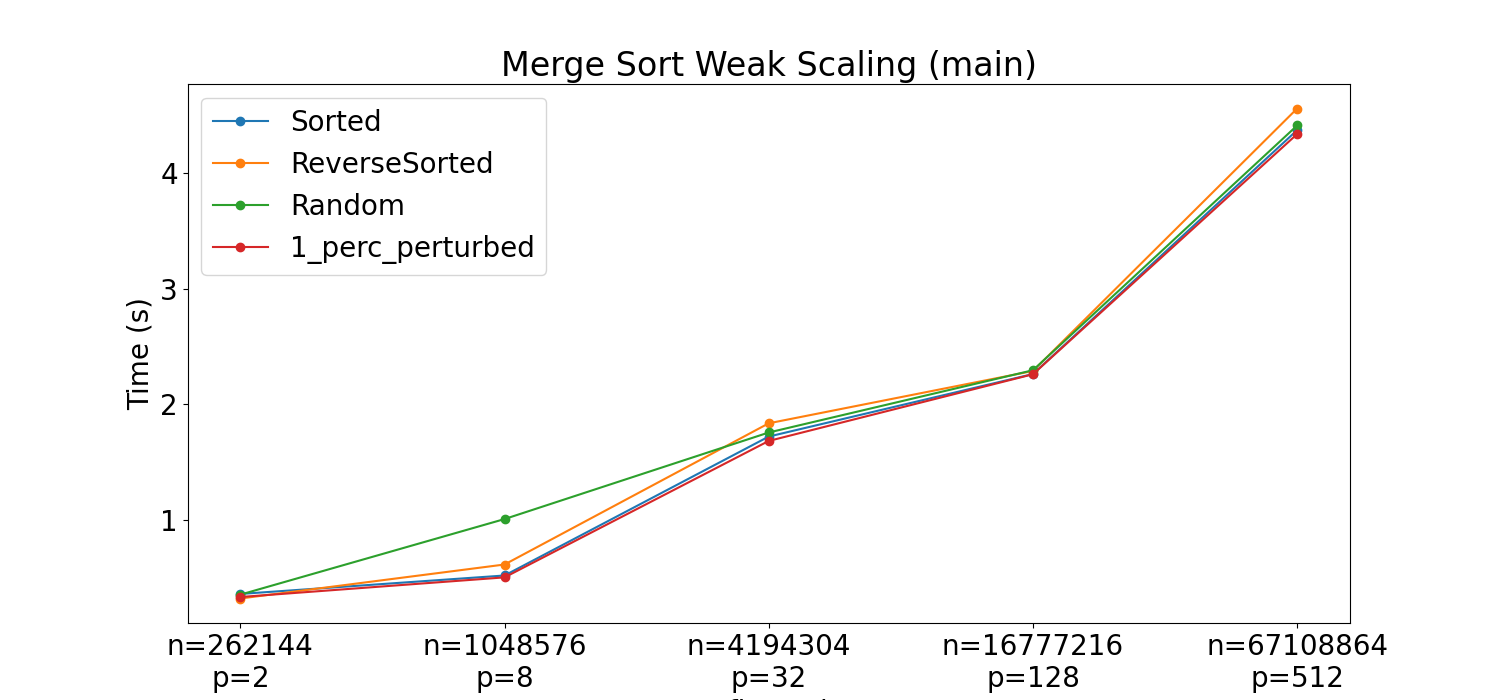 Merge Sort Weak Scaling (main)
Sorted
ReverseSorted
Random
1_perc_perturbed
Time (s)
4
3
2
1
n=262144
p=2
n=1048576
p=8
n=4194304
p=32
n=16777216
p=128
n=67108864
p=512